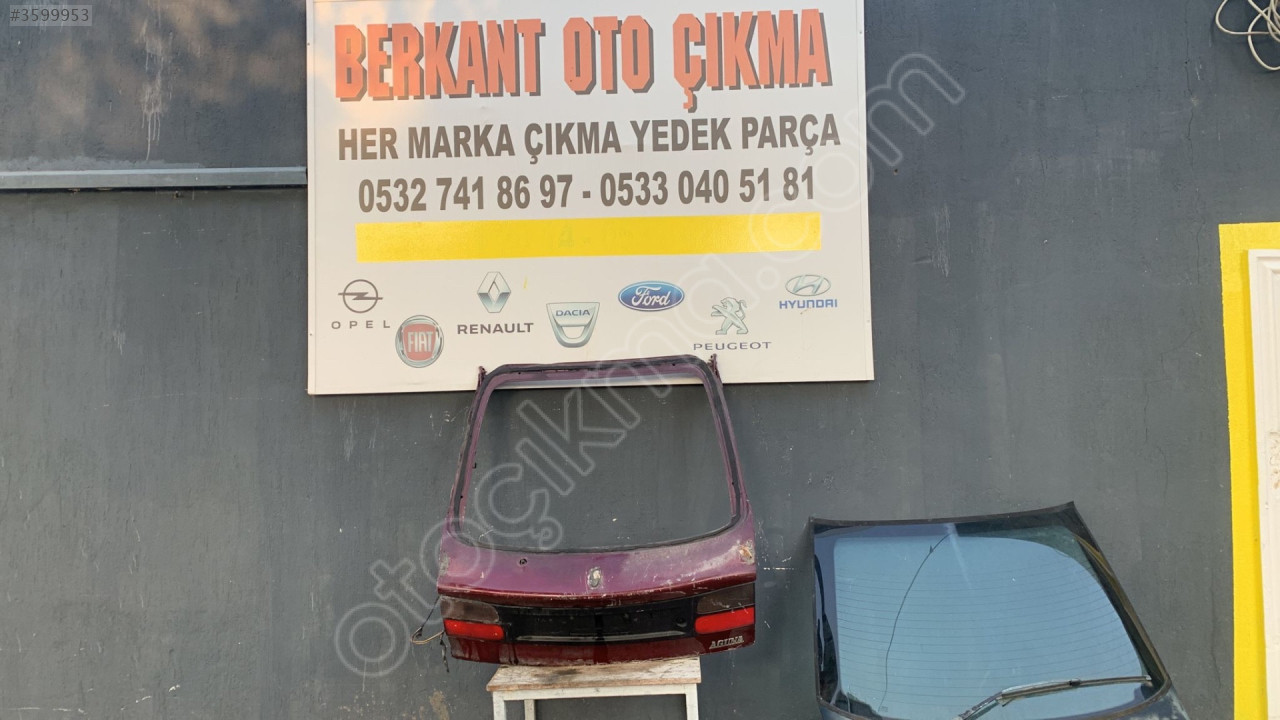 #3599953
BERKANT OTO ÇIKMA
HER MARKA ÇIKMA YEDEK PARÇA
0532 741 86 97 - 0533 040 51 81
OPEL
FIAT
RENAULT
DACIA
Ford
PEUGEOT
HYUNDAI
otoçıkma.com
AGUNA